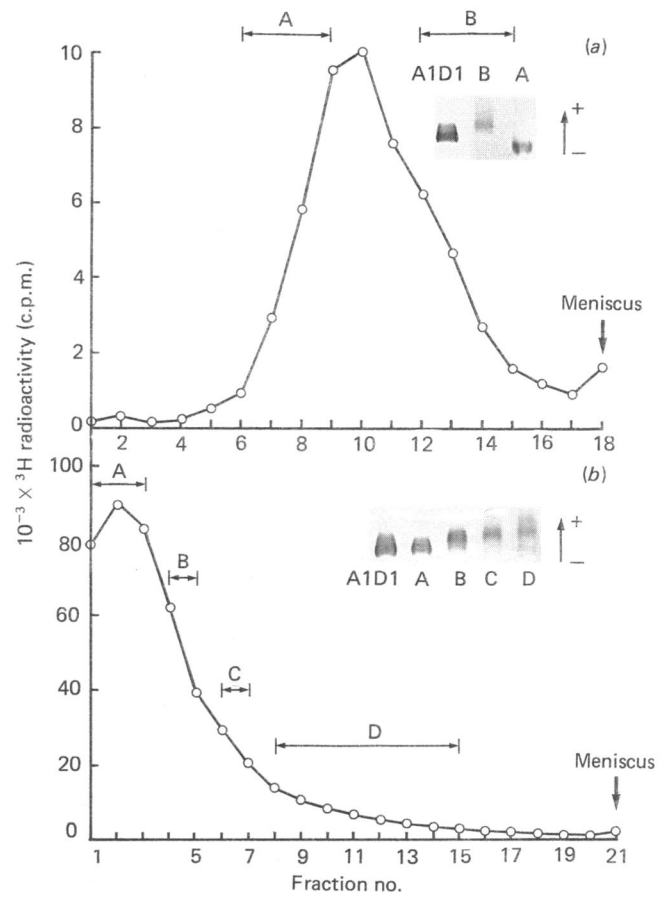 A
B
(a)
A1D1 B A
+
−
10
8
6
4
2
0
Meniscus
2 4 6 8 10 12 14 16 18
10⁻³ × ³H radioactivity (c.p.m.)
(b)
100
80
60
40
20
0
A
B
C
D
+
−
A1D1 A B C D
Meniscus
1 5 7 9 11 13 15 17 19 21
Fraction no.